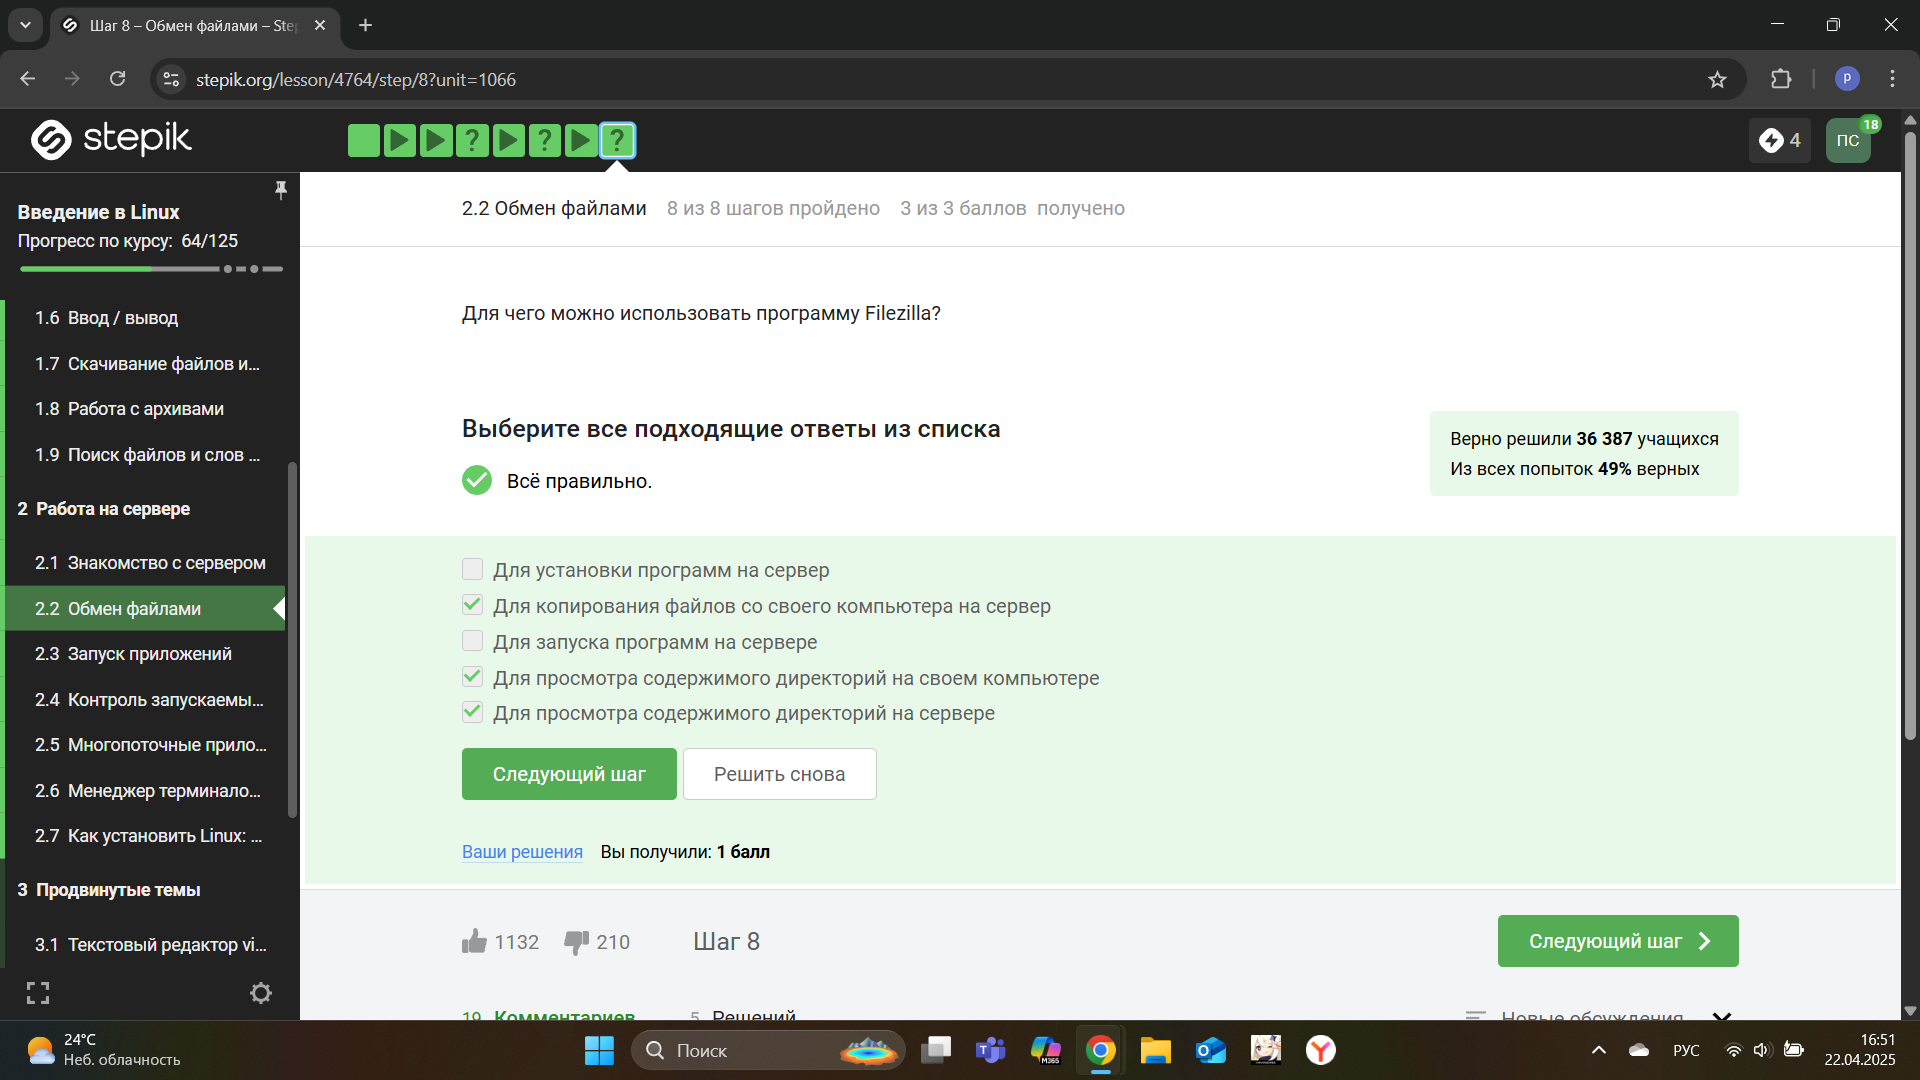 Шаг 8 – Обмен файлами – Step
stepik.org/lesson/4764/step/8?unit=1066
P
stepik
? ? ?
4
ПС
18
Введение в Linux
Прогресс по курсу: 64/125
1.6 Ввод / вывод
1.7 Скачивание файлов и...
1.8 Работа с архивами
1.9 Поиск файлов и слов ...
2 Работа на сервере
2.1 Знакомство с сервером
2.2 Обмен файлами
2.3 Запуск приложений
2.4 Контроль запускаемы...
2.5 Многопоточные прило...
2.6 Менеджер терминало...
2.7 Как установить Linux: ...
3 Продвинутые темы
3.1 Текстовый редактор vi...
2.2 Обмен файлами 8 из 8 шагов пройдено 3 из 3 баллов получено
Для чего можно использовать программу Filezilla?
Выберите все подходящие ответы из списка
Всё правильно.
Верно решили 36 387 учащихся
Из всех попыток 49% верных
Для установки программ на сервер
Для копирования файлов со своего компьютера на сервер
Для запуска программ на сервере
Для просмотра содержимого директорий на своем компьютере
Для просмотра содержимого директорий на сервере
Следующий шаг
Решить снова
Ваши решения Вы получили: 1 балл
1132 210 Шаг 8
Следующий шаг
19 Комментариев 5 Решений Новые обсуждения
24°C
Неб. облачность
Поиск
M365
РУС
16:51
22.04.2025